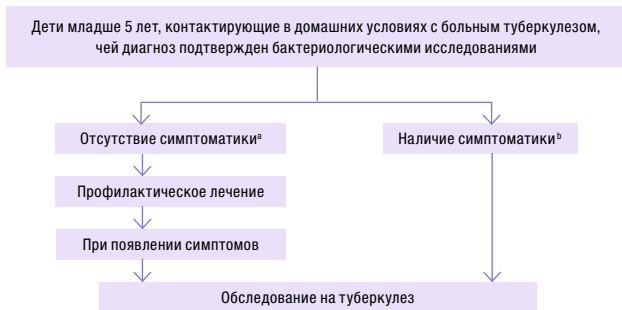 Дети младше 5 лет, контактирующие в домашних условиях с больным туберкулезом,
чей диагноз подтвержден бактериологическими исследованиями
Отсутствие симптоматикиᵃ
Наличие симптоматикиᵇ
Профилактическое лечение
При появлении симптомов
Обследование на туберкулез